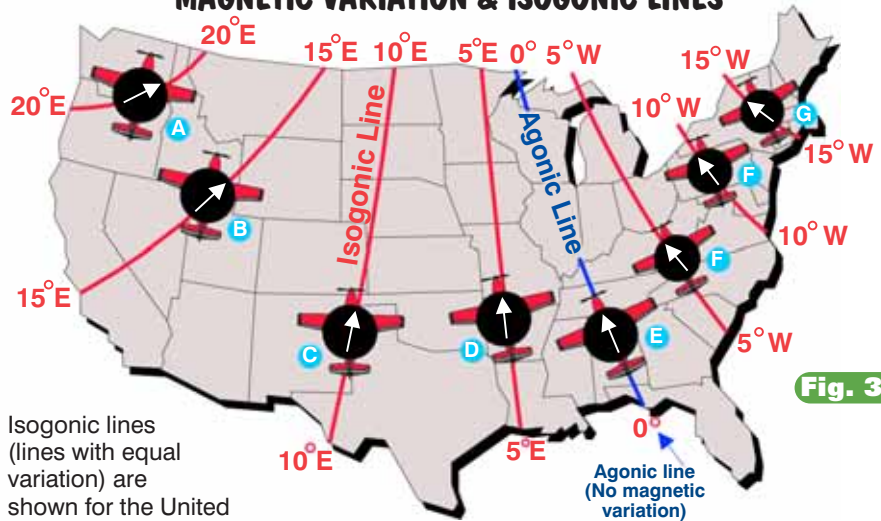 MAGNETIC VARIATION & ISOGONIC LINES
20°E
15°E
10°E
5°E
0°
5°W
15°W
20°E
10°W
G
A
Isogonic Line
Agonic Line
15°W
F
B
10°W
F
15°E
C
D
E
5°W
Fig. 3
10°E
5°E
0°
Isogonic lines
(lines with equal
variation) are
shown for the United
Agonic line
(No magnetic
variation)